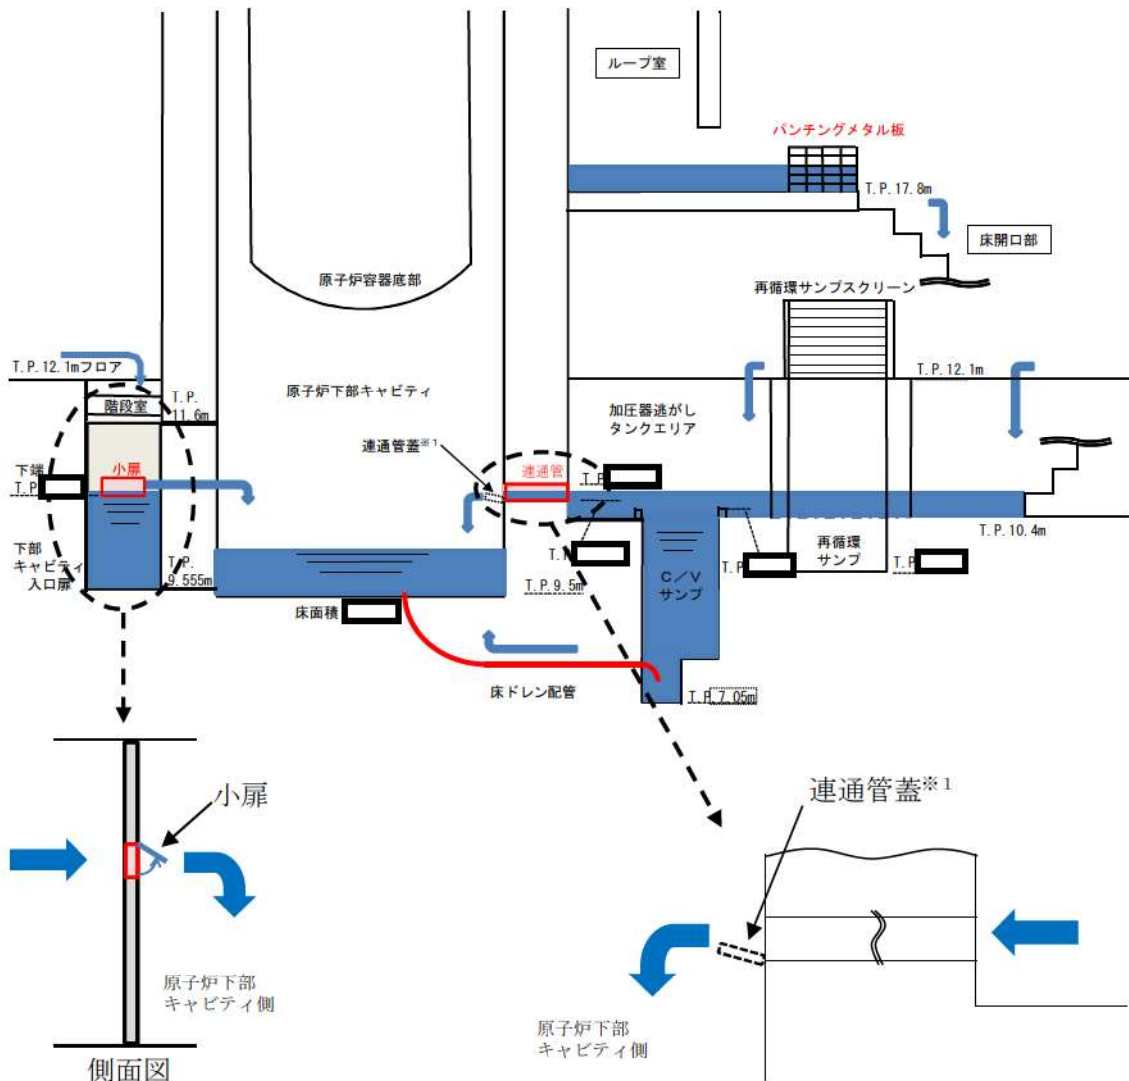 ループ室
パンチングメタル板
T.P.17.8m
床開口部
原子炉容器底部
再循環サンプスクリーン
T.P.12.1mフロア
T.P.12.1m
階段室
T.P.
11.6m
原子炉下部キャビティ
加圧器逃がし
タンクエリア
連通管蓋※1
下端
T.P
小扉
連通管
T.P
下部
キャビティ
入口扉
T.P.
9.555m
T.P.10.4m
再循環
サンプ
T.P
T.P
T.P.9.5m
C/V
サンプ
床面積
床ドレン配管
T.P.7.05m
小扉
連通管蓋※1
原子炉下部
キャビティ側
原子炉下部
キャビティ側
側面図